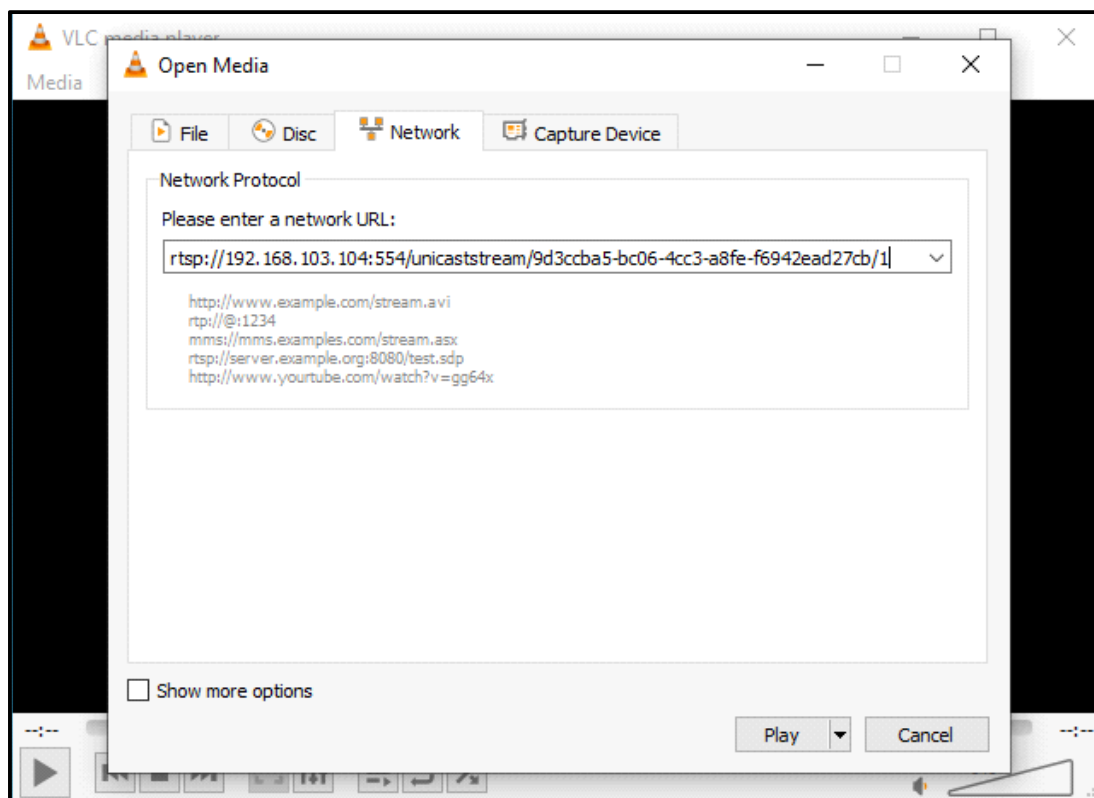 VLC media player
Open Media
Media
File
Disc
Network
Capture Device
Network Protocol
Please enter a network URL:
rtsp://192.168.103.104:554/unicaststream/9d3ccba5-bc06-4cc3-a8fe-f6942ead27cb/1
http://www.example.com/stream.avi
rtp://@:1234
mms://mms.examples.com/stream.asx
rtsp://server.example.org:8080/test.sdp
http://www.yourtube.com/watch?v=gg64x
Show more options
Play
Cancel
--:--
--:--